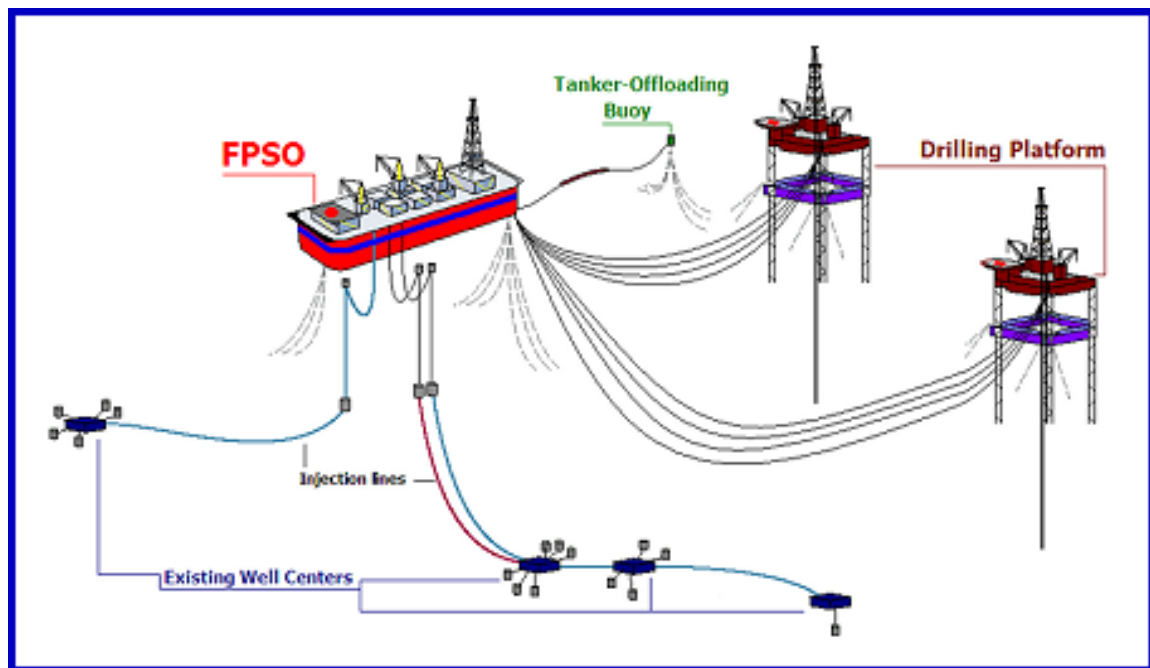 Tanker-Offloading
Buoy
FPSO
Drilling Platform
Injection lines
Existing Well Centers